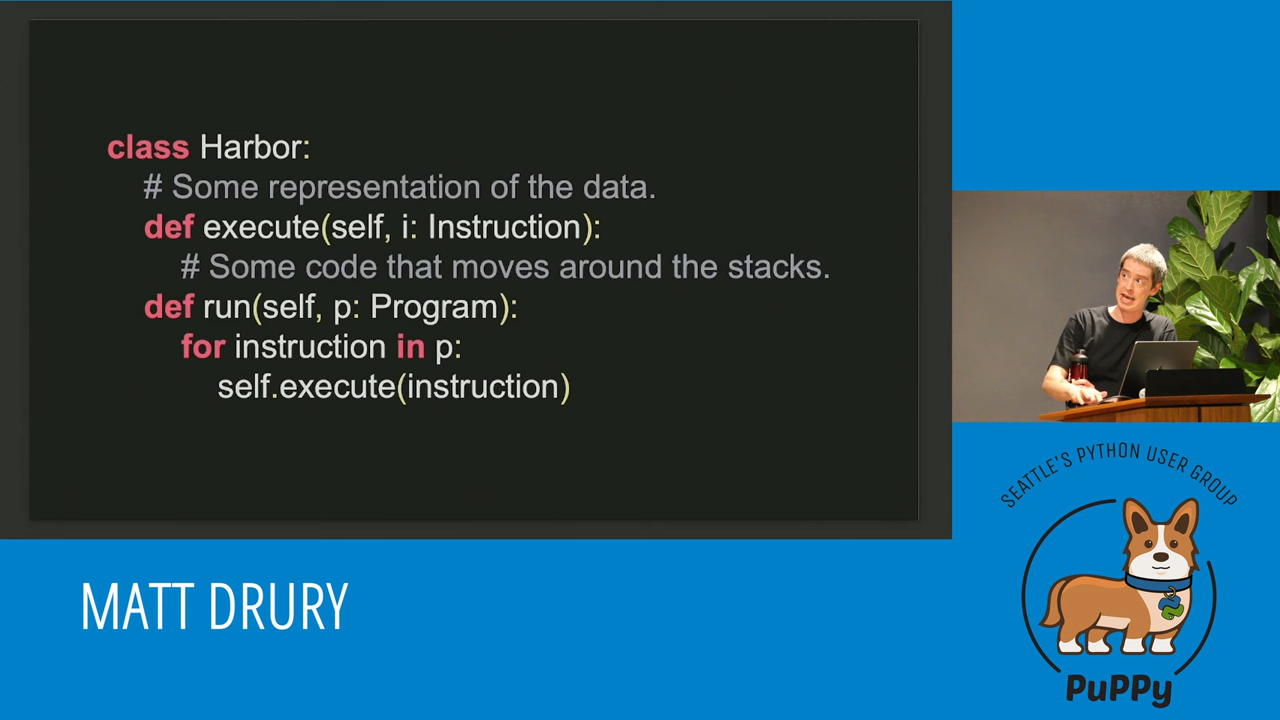 class Harbor:
# Some representation of the data.
def execute(self, i: Instruction):
# Some code that moves around the stacks.
def run(self, p: Program):
for instruction in p:
self.execute(instruction)
SEATTLE'S PYTHON USER GROUP
MATT DRURY
PuPPy